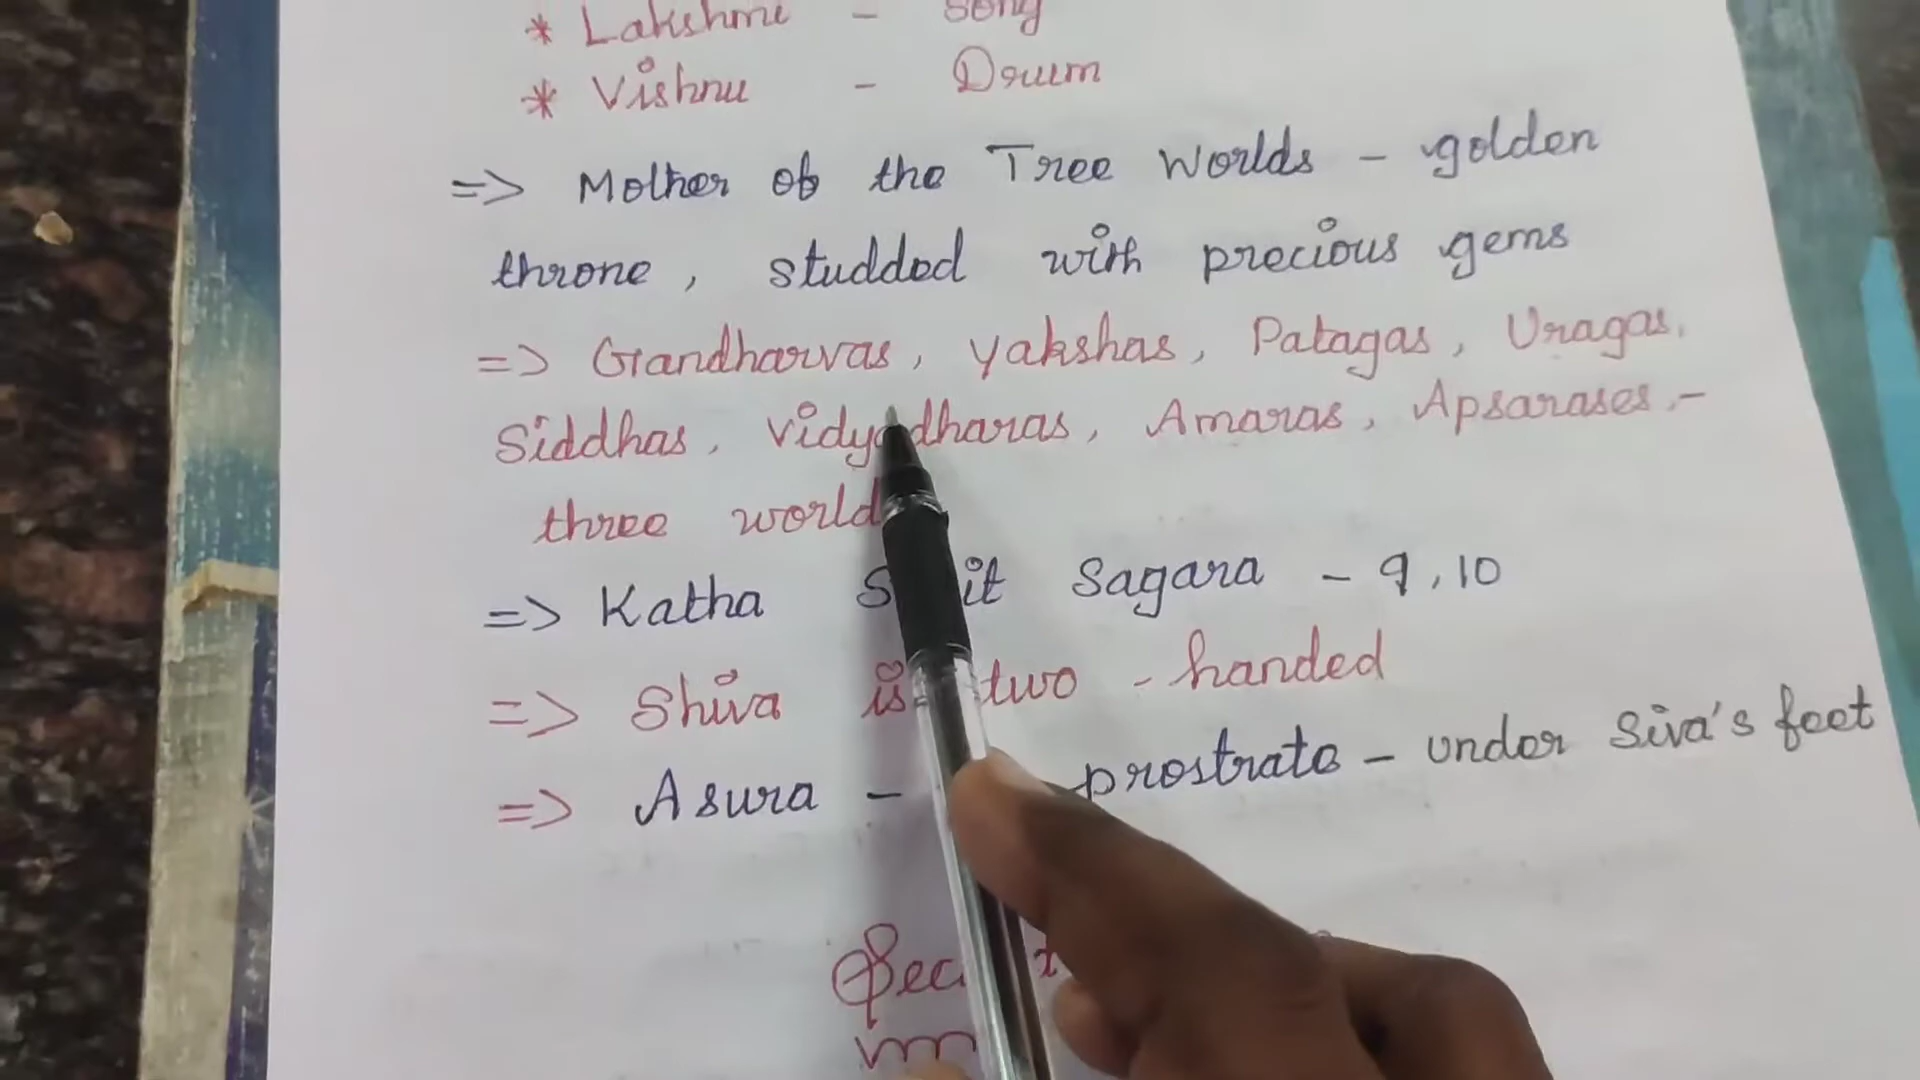 * Lakshmi - song
* Vishnu - Drum
=> Mother of the Tree Worlds - golden
throne, studded with precious gems
=> Gandharvas, Yakshas, Patagas, Uragas,
Siddhas, Vidyadharas, Amaras, Apsarases, -
three world
=> Katha Sagara - 9, 10
=> Shiva is two - handed
=> Asura - prostrate - under Siva's feet